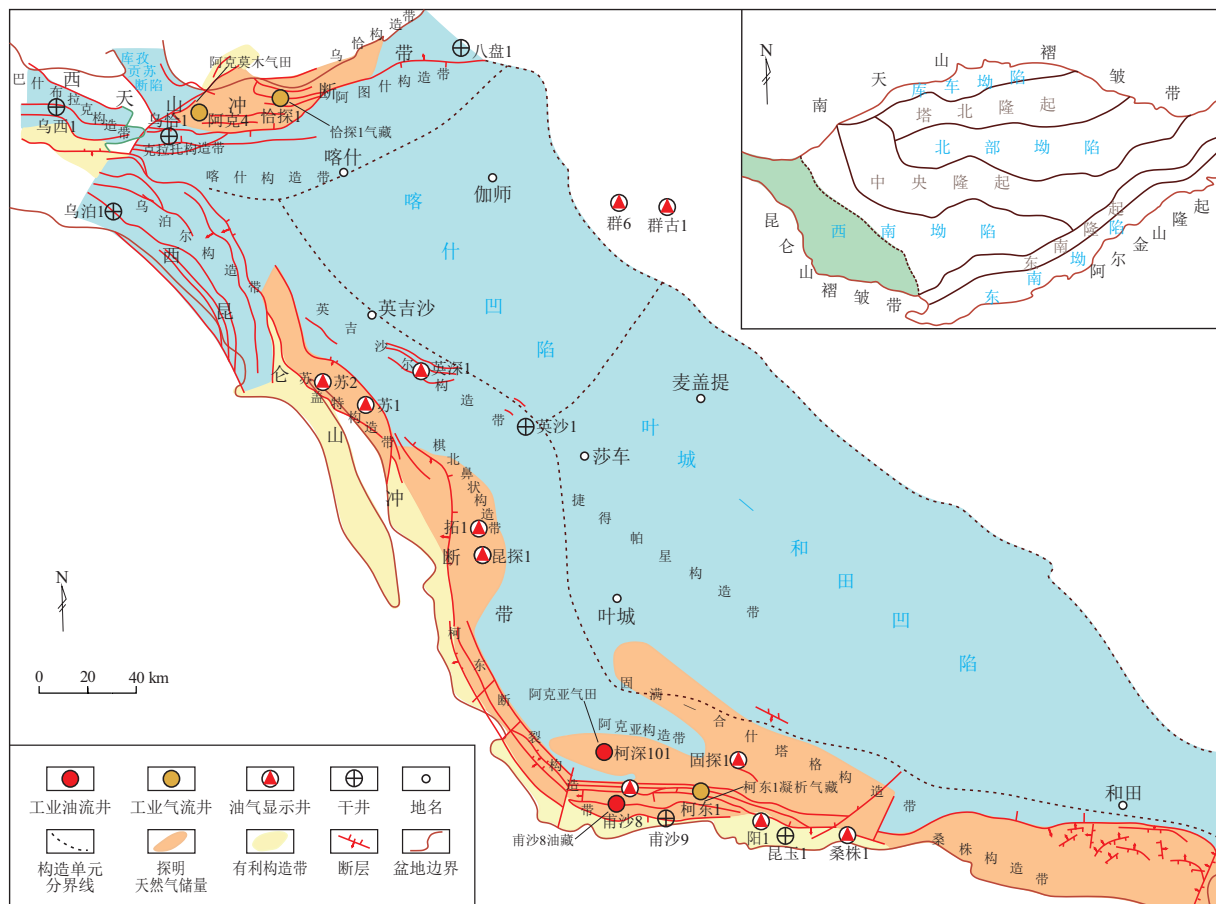 巴什布拉克构造带
西天山冲断带
库孜贡苏断陷
阿克莫木气田
乌恰构造带
八盘1
阿图什构造带
乌西1
乌恰1
阿克4
恰探1
恰探1气藏
克拉托构造带
喀什
喀什构造带
伽师
乌泊1
乌泊尔构造带
群6
群古1
喀什凹陷
西昆仑山冲断带
英吉沙
英吉沙尔构造带
英深1
苏2
苏1
苏盖特构造带
英沙1
麦盖提
莎车
叶城/和田凹陷
棋北鼻状构造带
拓1
昆探1
捷得帕星构造带
叶城
柯东断裂构造带
阿克亚气田
阿克亚构造带
柯深101
固满/合什塔格构造带
固探1
柯东1
柯东1凝析气藏
甫沙8
甫沙8油藏
甫沙9
阳1
昆玉1
桑株1
桑株构造带
和田
N
0 20 40 km
工业油流井
工业气流井
油气显示井
干井
地名
构造单元
分界线
探明
天然气储量
有利构造带
断层
盆地边界
N
南天山褶皱带
库车坳陷
塔北隆起
北部坳陷
中央隆起
西南坳陷
东南隆起
东南坳陷
阿尔金山隆起
昆仑山褶皱带